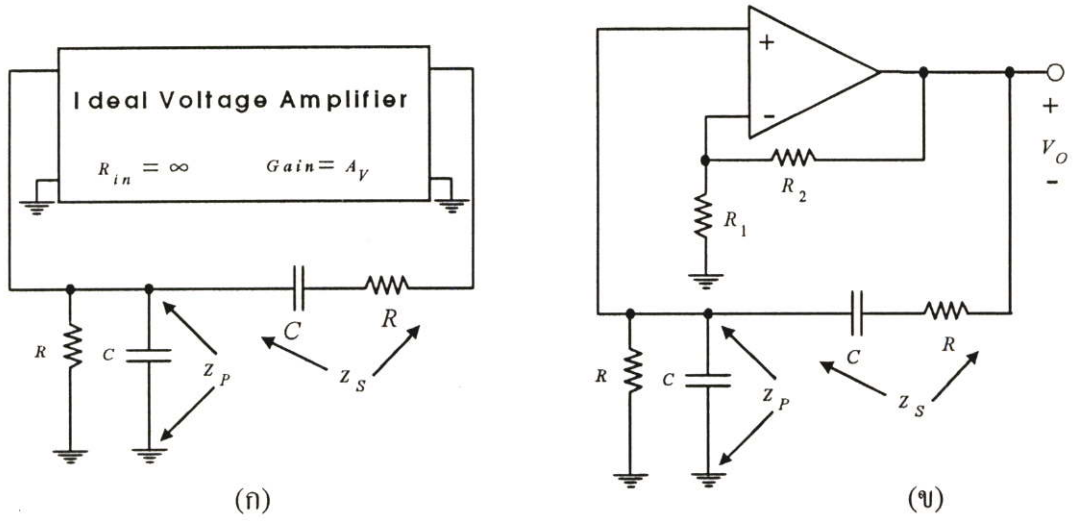 Ideal Voltage Amplifier
R in = ∞
Gain= A V
R
C
C
R
Z P
Z S
(ก)
+
-
R 2
R 1
+
V O
-
R
C
C
R
Z P
Z S
(ข)